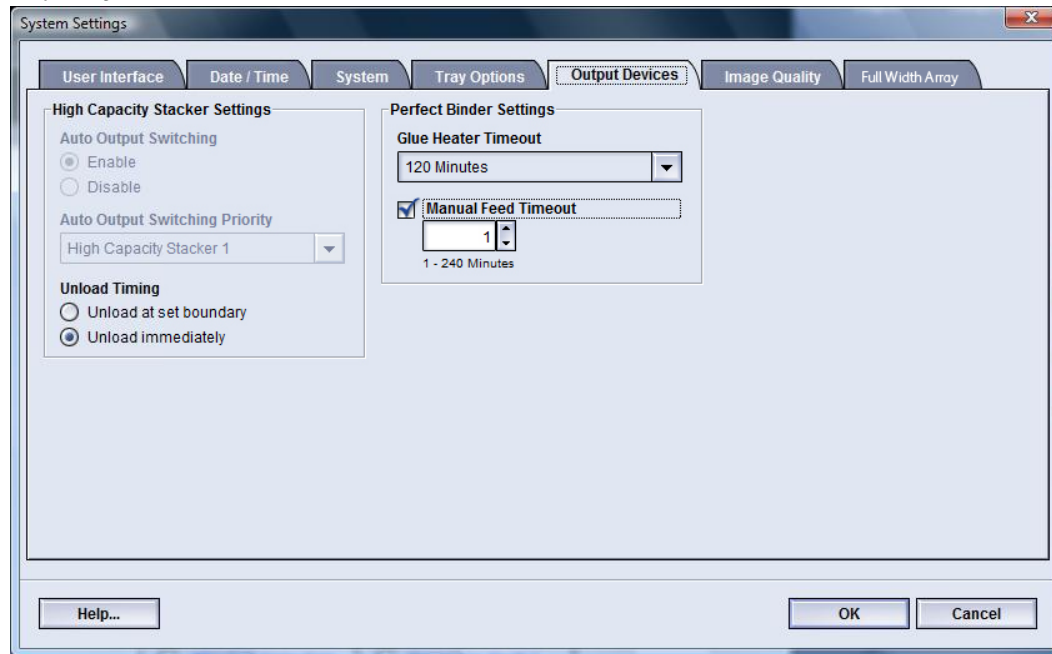 System Settings
X
User Interface
Date / Time
System
Tray Options
Output Devices
Image Quality
Full Width Array
High Capacity Stacker Settings
Auto Output Switching
Enable
Disable
Auto Output Switching Priority
High Capacity Stacker 1
Unload Timing
Unload at set boundary
Unload immediately
Perfect Binder Settings
Glue Heater Timeout
120 Minutes
Manual Feed Timeout
1
1 - 240 Minutes
Help...
OK
Cancel